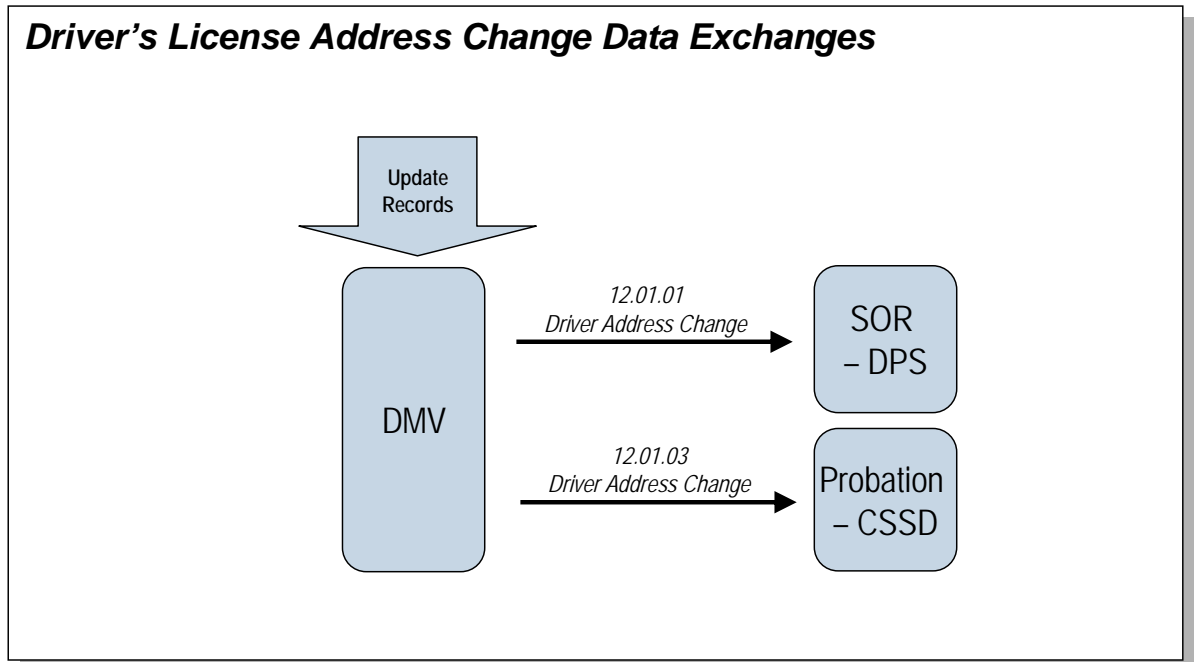 Driver’s License Address Change Data Exchanges
Update
Records
DMV
12.01.01
Driver Address Change
SOR
– DPS
12.01.03
Driver Address Change
Probation
– CSSD